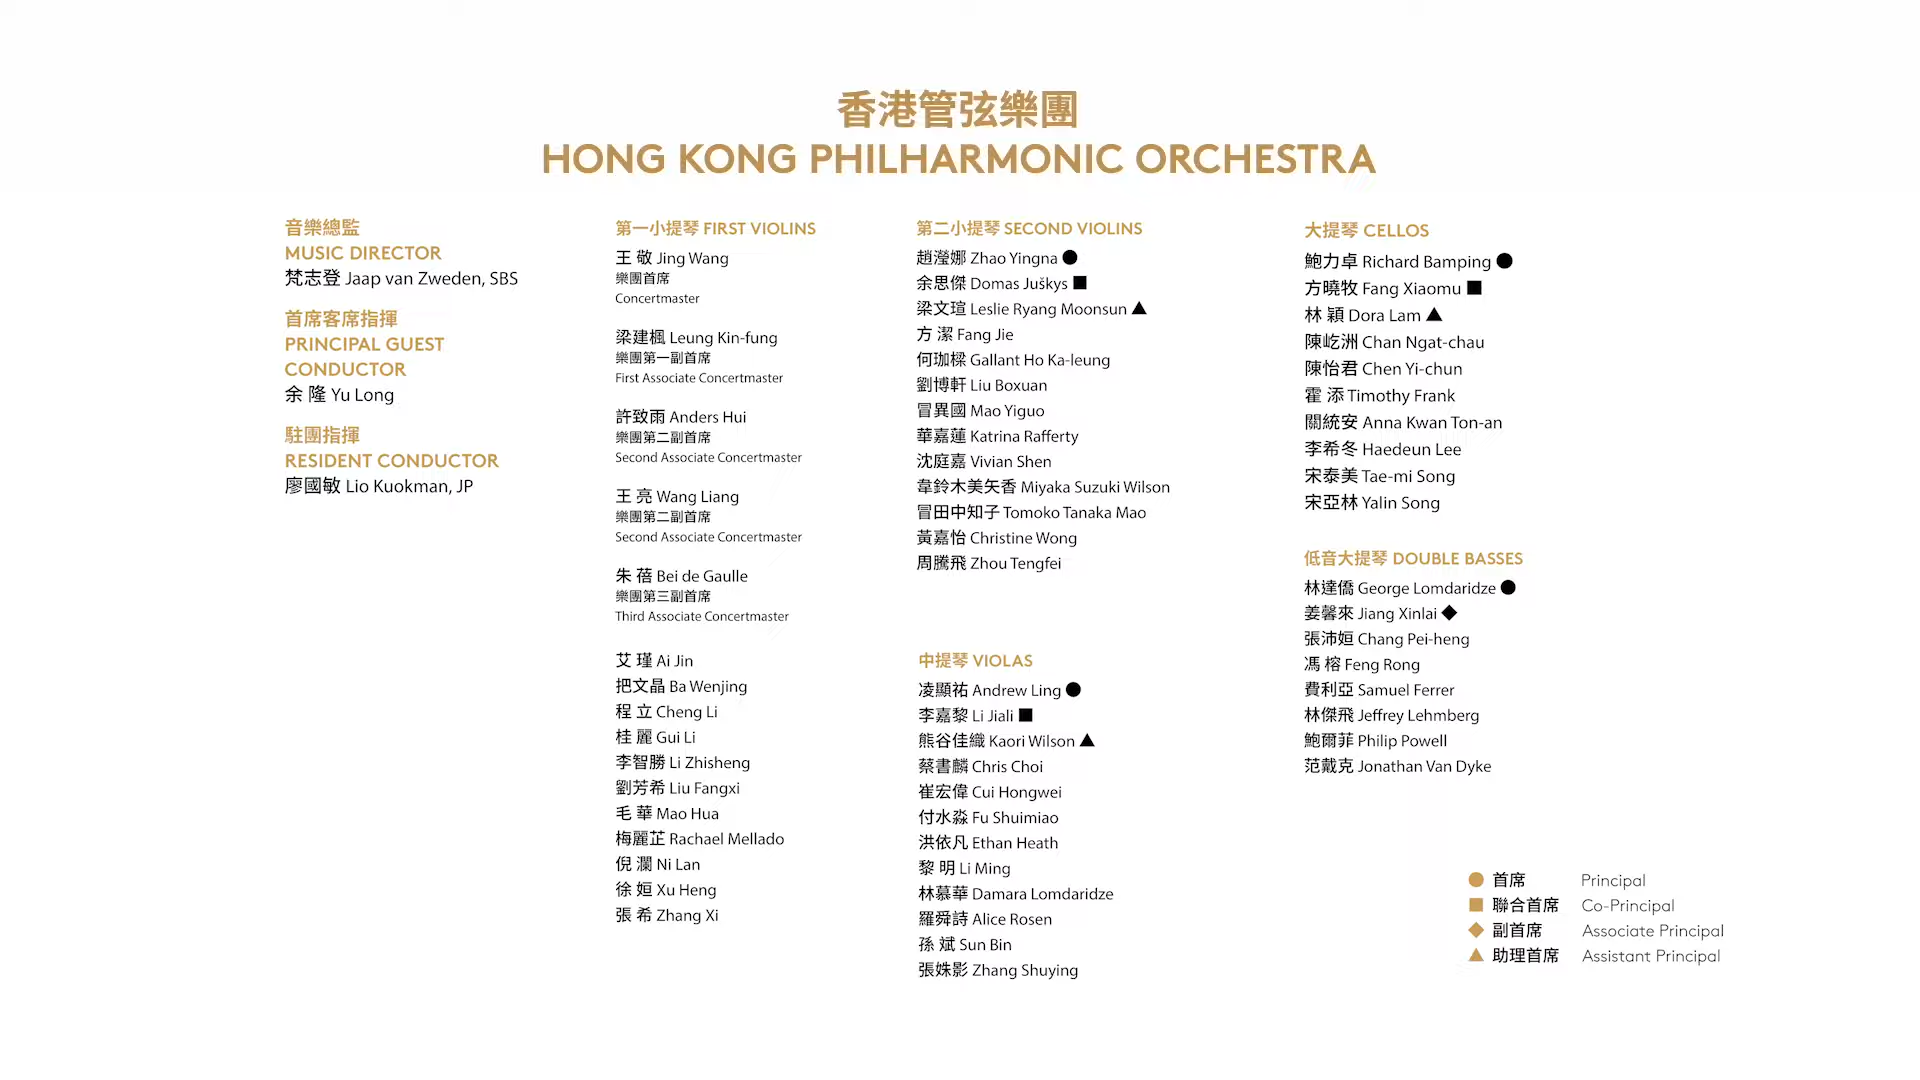 香港管弦樂團
HONG KONG PHILHARMONIC ORCHESTRA
音樂總監
MUSIC DIRECTOR
梵志登 Jaap van Zweden, SBS
首席客席指揮
PRINCIPAL GUEST
CONDUCTOR
余 隆 Yu Long
駐團指揮
RESIDENT CONDUCTOR
廖國敏 Lio Kuokman, JP
第一小提琴 FIRST VIOLINS
王 敬 Jing Wang
樂團首席
Concertmaster
梁建楓 Leung Kin-fung
樂團第一副首席
First Associate Concertmaster
許致雨 Anders Hui
樂團第二副首席
Second Associate Concertmaster
王 亮 Wang Liang
樂團第二副首席
Second Associate Concertmaster
朱 蓓 Bei de Gaulle
樂團第三副首席
Third Associate Concertmaster
艾 瑾 Ai Jin
把文晶 Ba Wenjing
程 立 Cheng Li
桂 麗 Gui Li
李智勝 Li Zhisheng
劉芳希 Liu Fangxi
毛 華 Mao Hua
梅麗芷 Rachael Mellado
倪 瀾 Ni Lan
徐 姮 Xu Heng
張 希 Zhang Xi
第二小提琴 SECOND VIOLINS
趙瀅娜 Zhao Yingna ●
余思傑 Domas Juškys ■
梁文瑄 Leslie Ryang Moonsun ▲
方 潔 Fang Jie
何珈樑 Gallant Ho Ka-leung
劉博軒 Liu Boxuan
冒異國 Mao Yiguo
華嘉蓮 Katrina Rafferty
沈庭嘉 Vivian Shen
韋鈴木美矢香 Miyaka Suzuki Wilson
冒田中知子 Tomoko Tanaka Mao
黃嘉怡 Christine Wong
周騰飛 Zhou Tengfei
中提琴 VIOLAS
凌顯祐 Andrew Ling ●
李嘉黎 Li Jiali ■
熊谷佳織 Kaori Wilson ▲
蔡書麟 Chris Choi
崔宏偉 Cui Hongwei
付水淼 Fu Shuimiao
洪依凡 Ethan Heath
黎 明 Li Ming
林慕華 Damara Lomdaridze
羅舜詩 Alice Rosen
孫 斌 Sun Bin
張姝影 Zhang Shuying
大提琴 CELLOS
鮑力卓 Richard Bamping ●
方曉牧 Fang Xiaomu ■
林 穎 Dora Lam ▲
陳屹洲 Chan Ngat-chau
陳怡君 Chen Yi-chun
霍 添 Timothy Frank
關統安 Anna Kwan Ton-an
李希冬 Haedeun Lee
宋泰美 Tae-mi Song
宋亞林 Yalin Song
低音大提琴 DOUBLE BASSES
林達僑 George Lomdaridze ●
姜馨來 Jiang Xinlai ◆
張沛姮 Chang Pei-heng
馮 榕 Feng Rong
費利亞 Samuel Ferrer
林傑飛 Jeffrey Lehmberg
鮑爾菲 Philip Powell
范戴克 Jonathan Van Dyke
● 首席 Principal
■ 聯合首席 Co-Principal
◆ 副首席 Associate Principal
▲ 助理首席 Assistant Principal